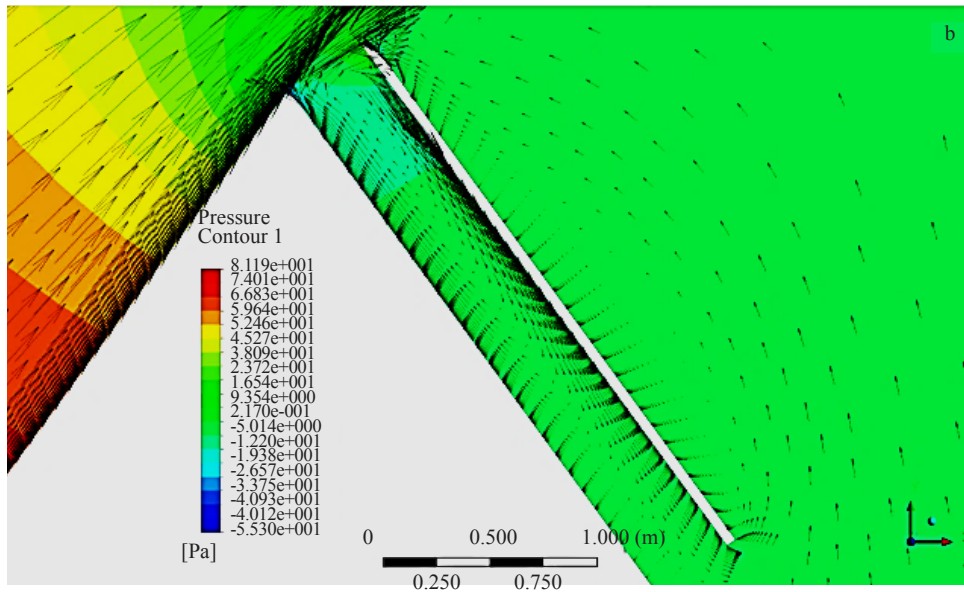 b
Pressure
Contour 1
8.119e+001
7.401e+001
6.683e+001
5.964e+001
5.246e+001
4.527e+001
3.809e+001
2.372e+001
1.654e+001
9.354e+000
2.170e-001
-5.014e+000
-1.220e+001
-1.938e+001
-2.657e+001
-3.375e+001
-4.093e+001
-4.012e+001
-5.530e+001
[Pa]
0 0.500 1.000 (m)
0.250 0.750